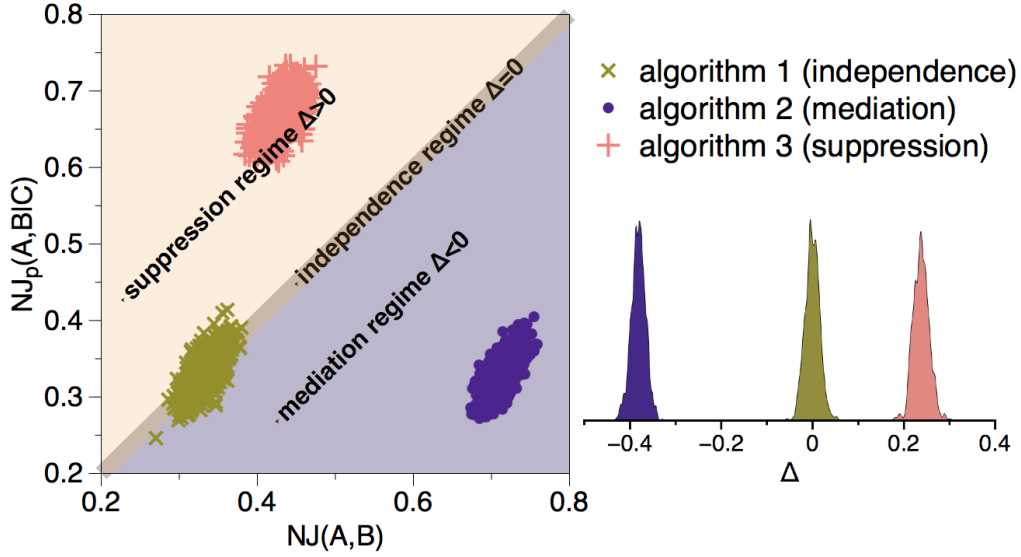 0.8
0.7
0.6
0.5
0.4
0.3
0.2
NJp(A,B|C)
0.2
0.4
0.6
0.8
NJ(A,B)
suppression regime Δ>0
independence regime Δ=0
mediation regime Δ<0
algorithm 1 (independence)
algorithm 2 (mediation)
algorithm 3 (suppression)
−0.4
−0.2
0
0.2
0.4
Δ